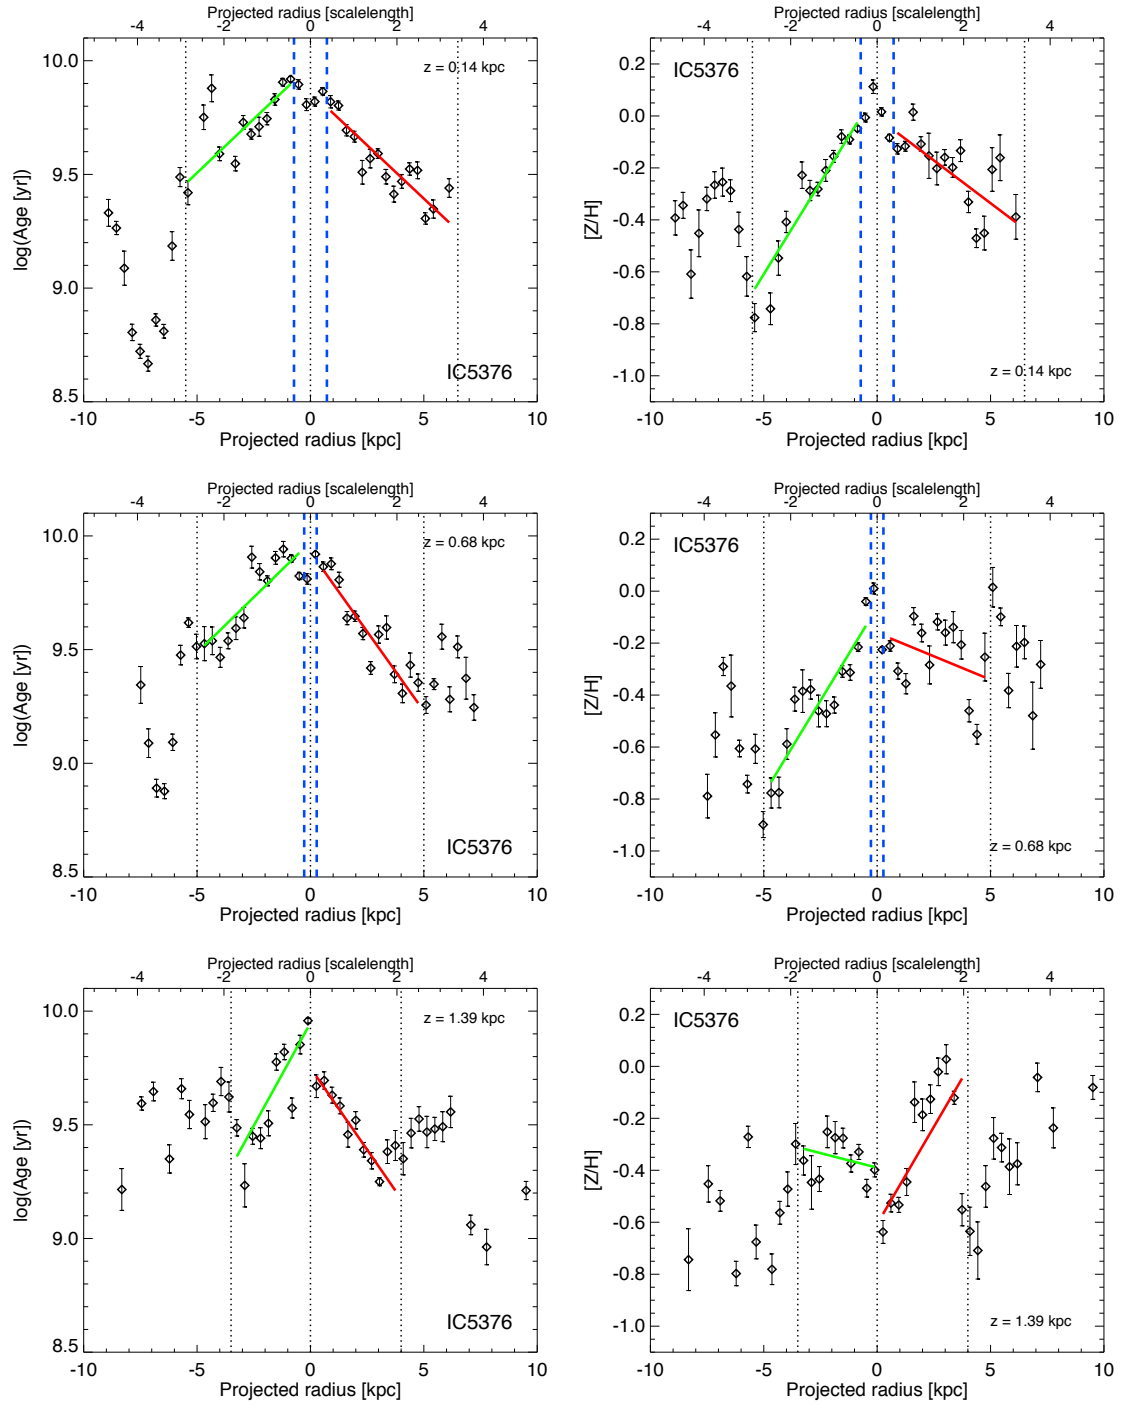 Projected radius [scalelength]
-4 -2 0 2 4
10.0
9.5
9.0
8.5
log(Age [yr])
z = 0.14 kpc
IC5376
-10 -5 0 5 10
Projected radius [kpc]
Projected radius [scalelength]
-4 -2 0 2 4
0.2
0.0
-0.2
-0.4
-0.6
-0.8
-1.0
[Z/H]
IC5376
z = 0.14 kpc
-10 -5 0 5 10
Projected radius [kpc]
Projected radius [scalelength]
-4 -2 0 2 4
10.0
9.5
9.0
8.5
log(Age [yr])
z = 0.68 kpc
IC5376
-10 -5 0 5 10
Projected radius [kpc]
Projected radius [scalelength]
-4 -2 0 2 4
0.2
0.0
-0.2
-0.4
-0.6
-0.8
-1.0
[Z/H]
IC5376
z = 0.68 kpc
-10 -5 0 5 10
Projected radius [kpc]
Projected radius [scalelength]
-4 -2 0 2 4
10.0
9.5
9.0
8.5
log(Age [yr])
z = 1.39 kpc
IC5376
-10 -5 0 5 10
Projected radius [kpc]
Projected radius [scalelength]
-4 -2 0 2 4
0.2
0.0
-0.2
-0.4
-0.6
-0.8
-1.0
[Z/H]
IC5376
z = 1.39 kpc
-10 -5 0 5 10
Projected radius [kpc]